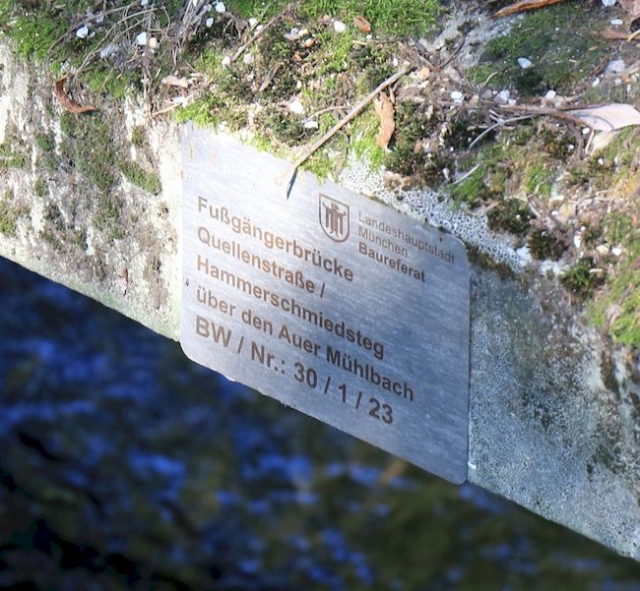 Landeshauptstadt
München
Baureferat
Fußgängerbrücke
Quellenstraße /
Hammerschmiedsteg
über den Auer Mühlbach
BW / Nr.: 30 / 1 / 23